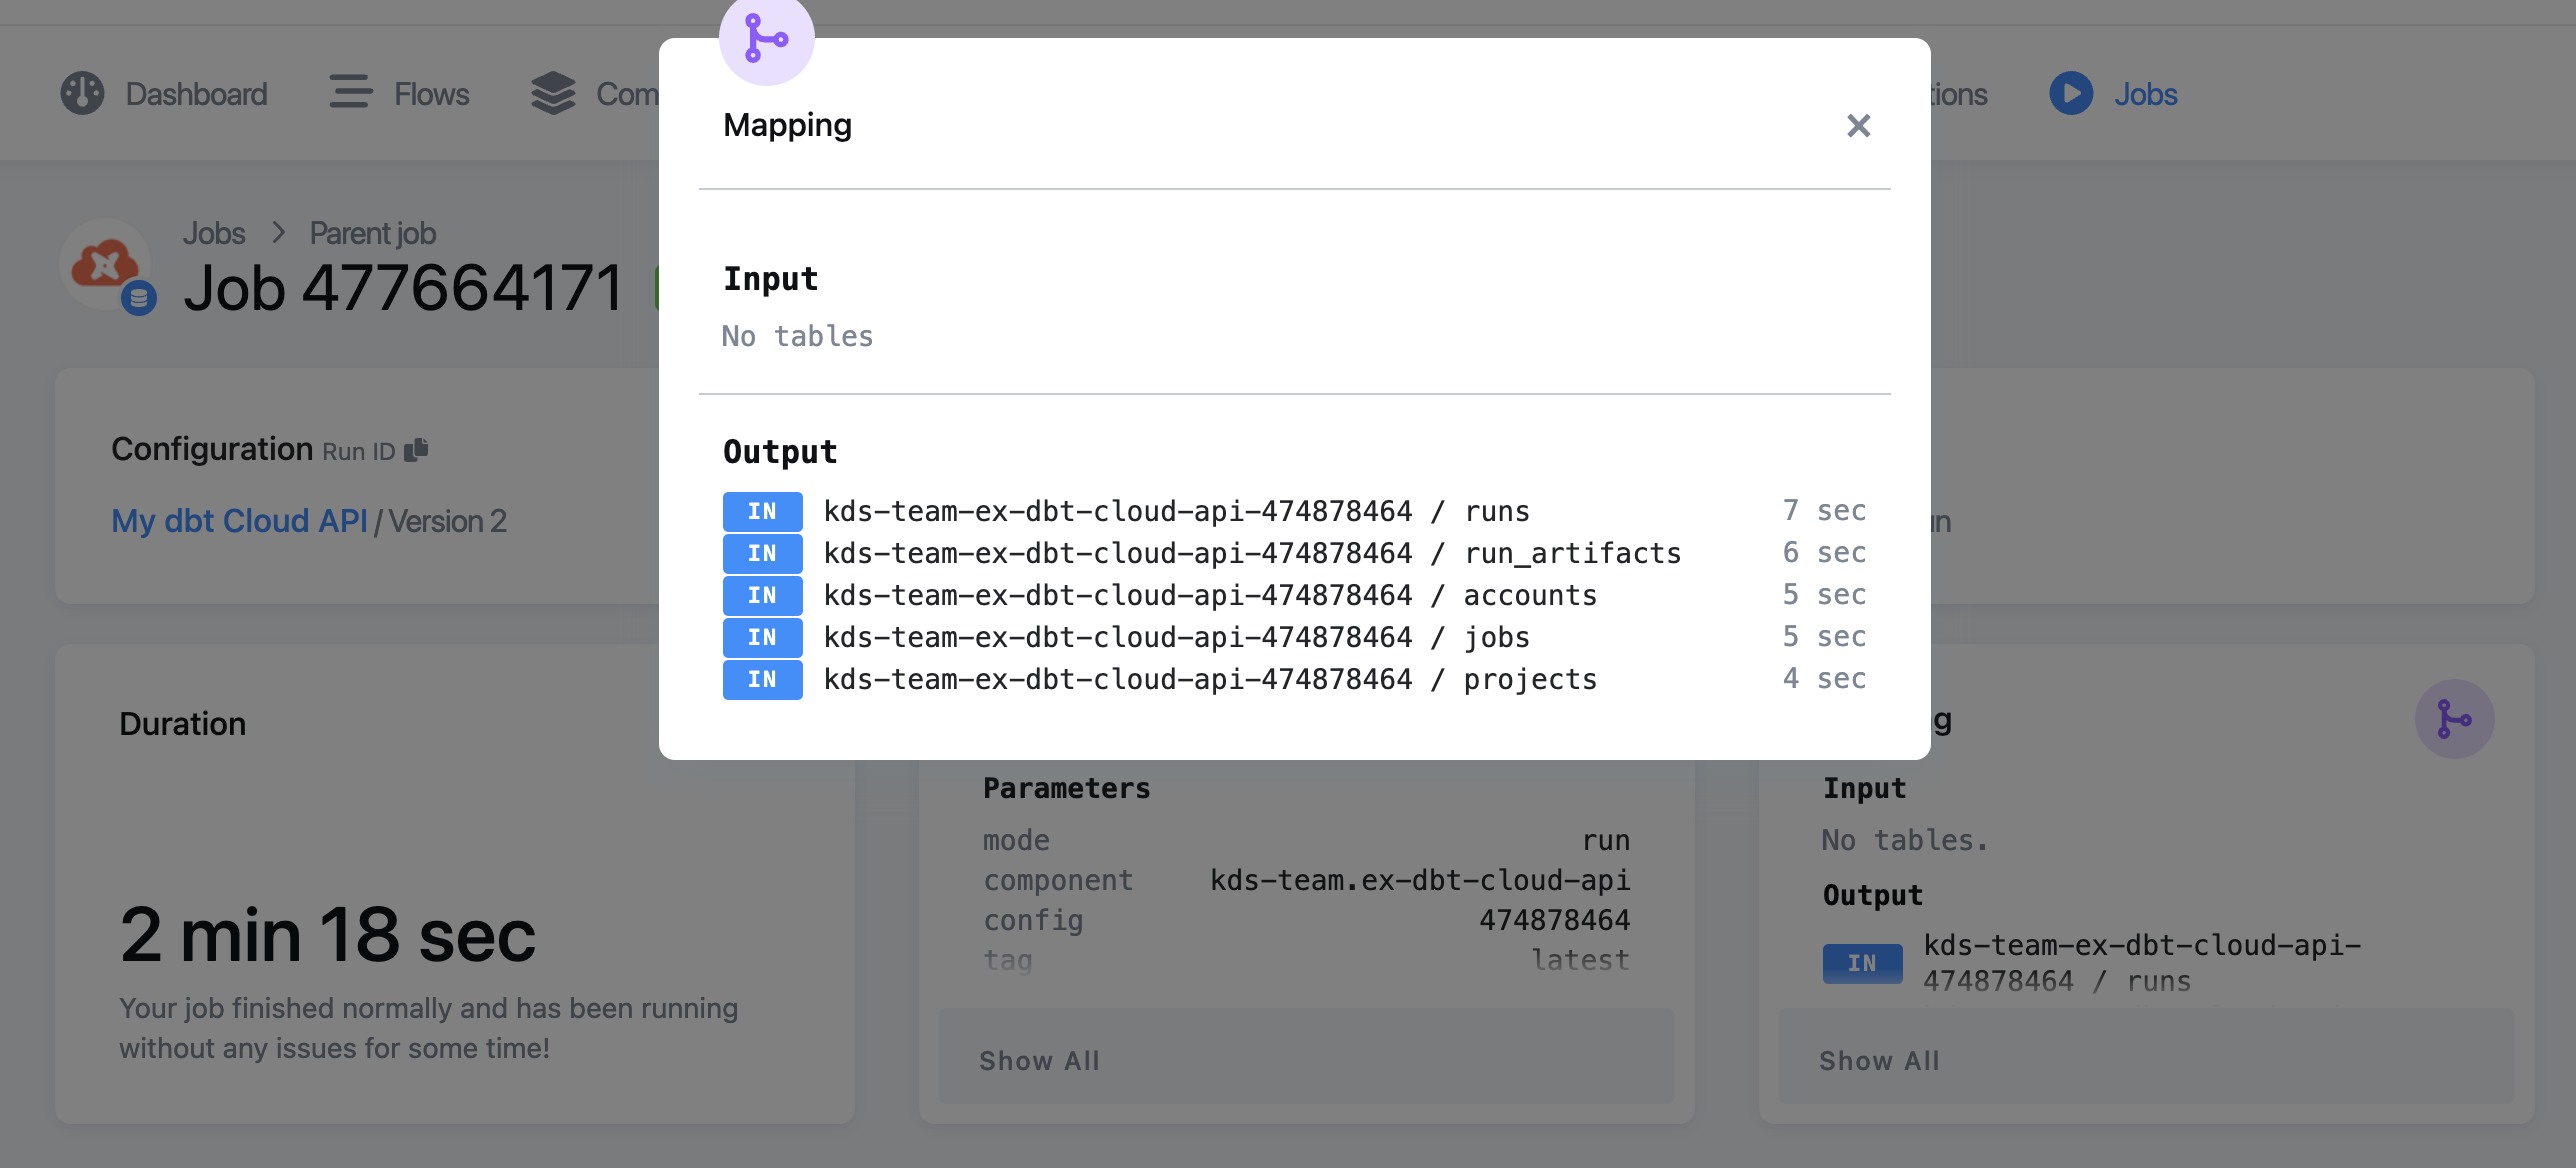 Dashboard Flows Jobs
Mapping
Jobs > Parent job
Job 477664171
Input
No tables
Configuration Run ID
My dbt Cloud API / Version 2
Output
IN kds-team-ex-dbt-cloud-api-474878464 / runs 7 sec
IN kds-team-ex-dbt-cloud-api-474878464 / run_artifacts 6 sec
IN kds-team-ex-dbt-cloud-api-474878464 / accounts 5 sec
IN kds-team-ex-dbt-cloud-api-474878464 / jobs 5 sec
IN kds-team-ex-dbt-cloud-api-474878464 / projects 4 sec
Duration
2 min 18 sec
Your job finished normally and has been running
without any issues for some time!
Parameters
mode run
component kds-team.ex-dbt-cloud-api
config 474878464
tag latest
Show All
Input
No tables.
Output
IN kds-team-ex-dbt-cloud-api-
474878464 / runs
Show All